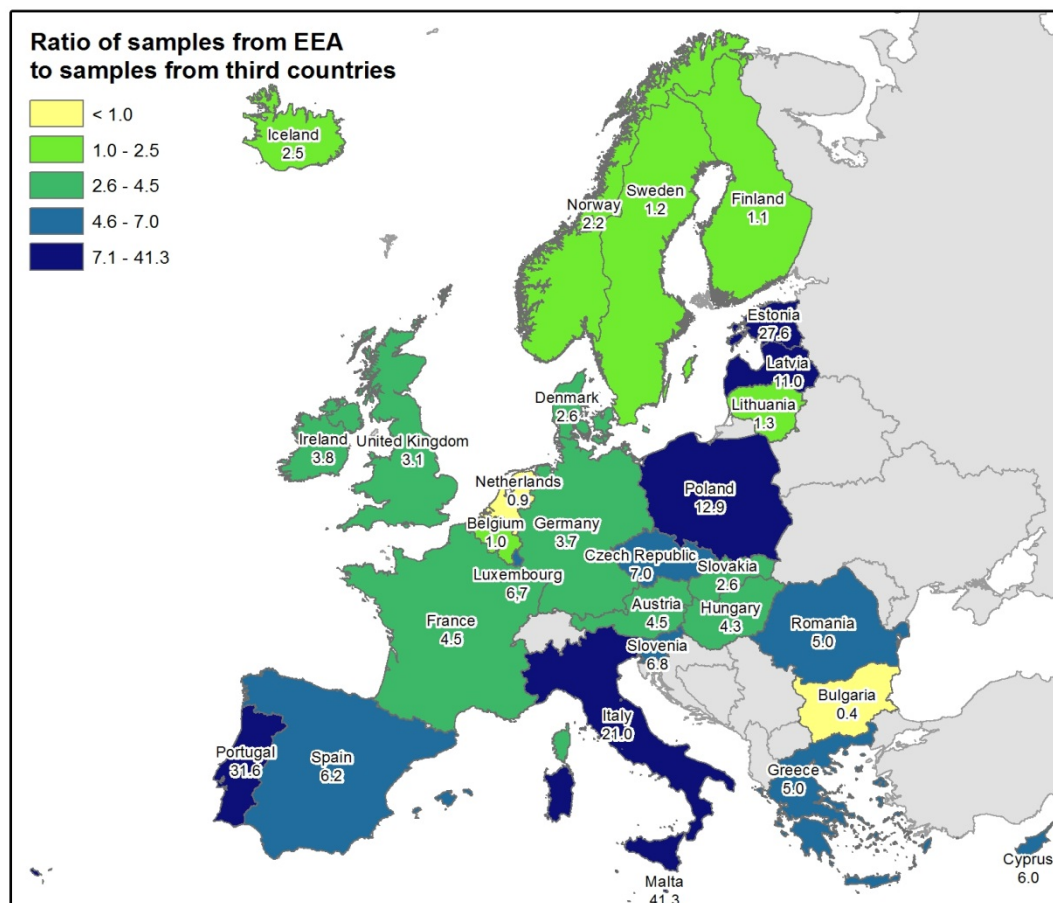 Ratio of samples from EEA
to samples from third countries
< 1.0
1.0 - 2.5
2.6 - 4.5
4.6 - 7.0
7.1 - 41.3
Iceland
2.5
Norway
2.2
Sweden
1.2
Finland
1.1
Estonia
27.6
Latvia
11.0
Lithuania
1.3
Denmark
2.6
Ireland
3.8
United Kingdom
3.1
Netherlands
0.9
Belgium
1.0
Germany
3.7
Poland
12.9
Luxembourg
6,7
Czech Republic
7.0
Slovakia
2.6
Austria
4.5
Hungary
4.3
France
4.5
Slovenia
6.8
Romania
5.0
Bulgaria
0.4
Italy
21.0
Portugal
31.6
Spain
6.2
Greece
5.0
Cyprus
6.0
Malta
41.3